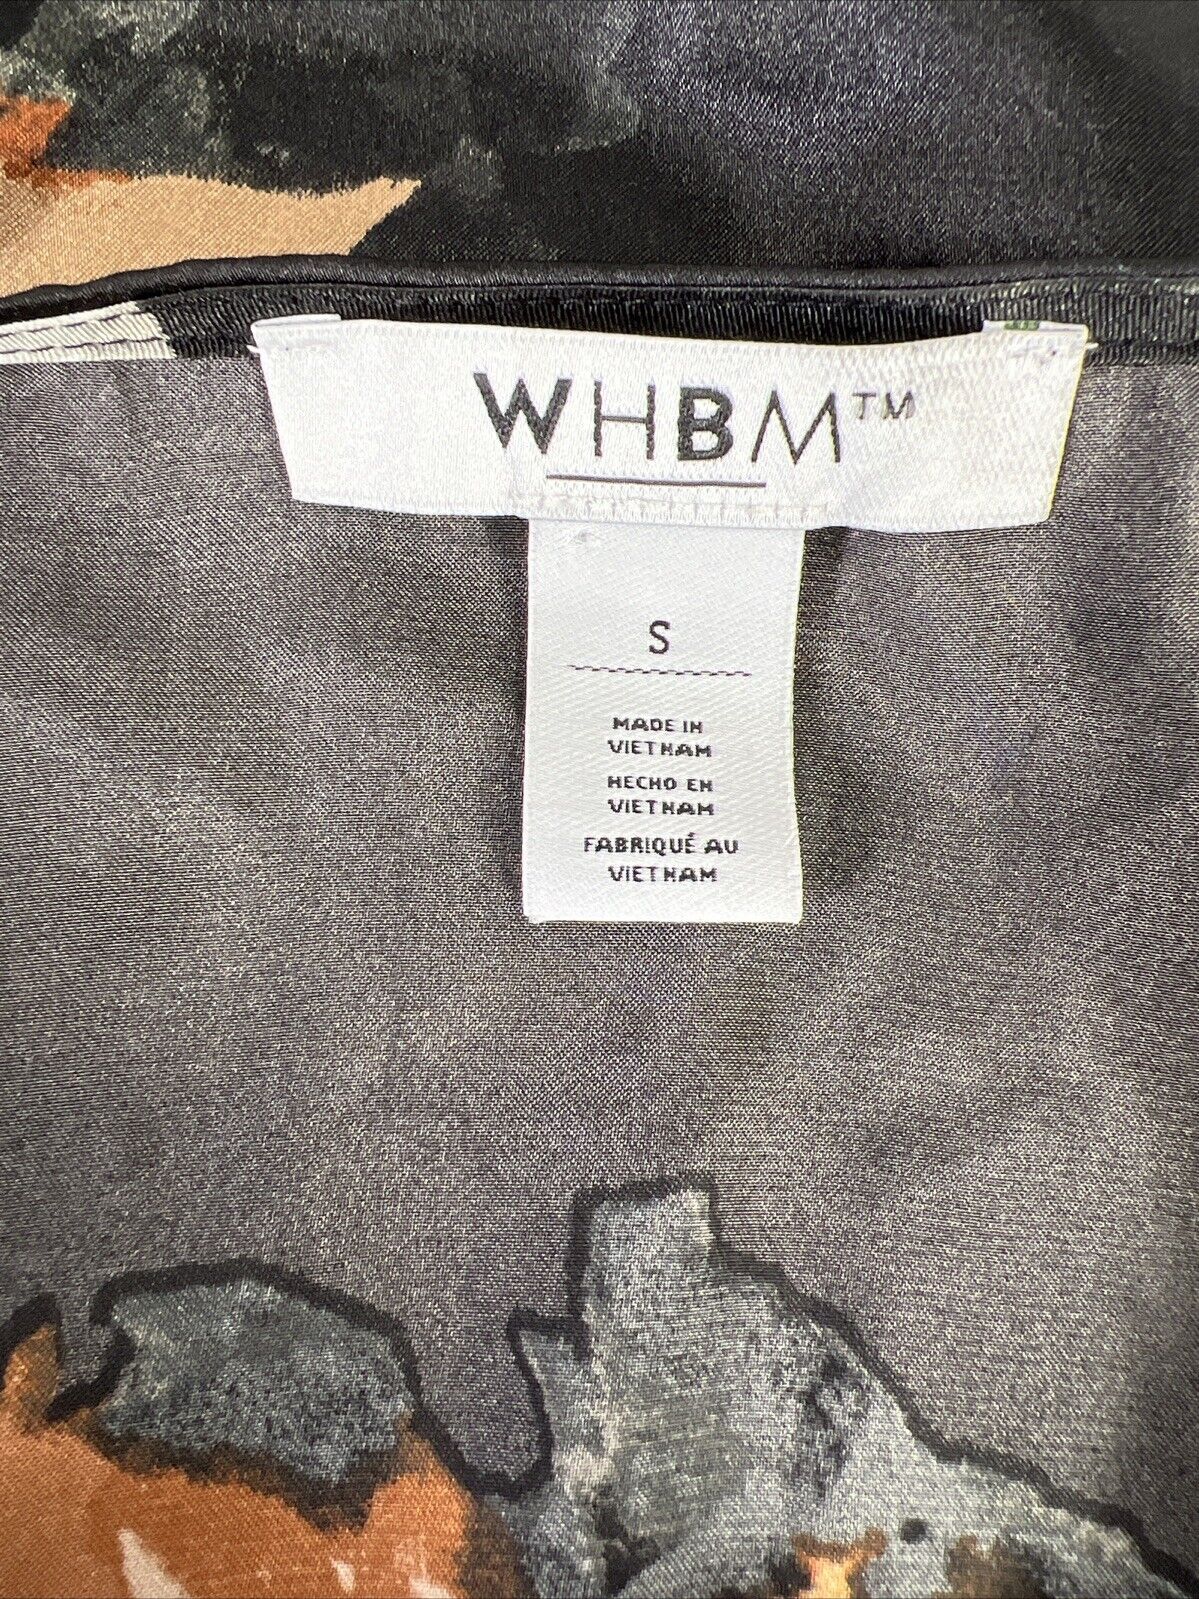 WHBM™
S
MADE IN
VIETNAM
HECHO EN
VIETNAM
FABRIQUÉ AU
VIETNAM